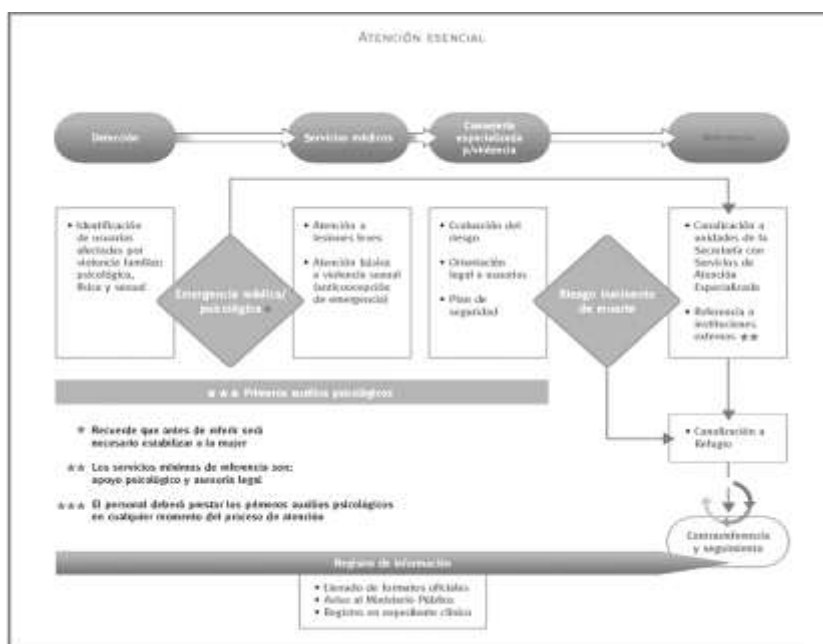 ATENCIÓN ESENCIAL
Detección
Servicios médicos
Consejería
especializada
p/violencia
Referencia
• Identificación
de usuarias
afectadas por
violencia familiar:
psicológica,
física y sexual
Emergencia médica/
psicológica *
• Atención a
lesiones leves
• Atención básica
a violencia sexual
(anticoncepción
de emergencia)
• Evaluación del
riesgo
• Orientación
legal a usuarias
• Plan de
seguridad
Riesgo inminente
de muerte
• Canalización a
unidades de la
Secretaría con
Servicios de
Atención
Especializada
• Referencia a
instituciones
externas **
*** Primeros auxilios psicológicos
• Canalización a
Refugio
* Recuerde que antes de referir será
necesario estabilizar a la mujer
** Los servicios mínimos de referencia son:
apoyo psicológico y asesoría legal
*** El personal deberá prestar los primeros auxilios psicológicos
en cualquier momento del proceso de atención
Contrarreferencia
y seguimiento
Registro de información
• Llenado de formatos oficiales
• Aviso al Ministerio Público
• Registro en expediente clínico